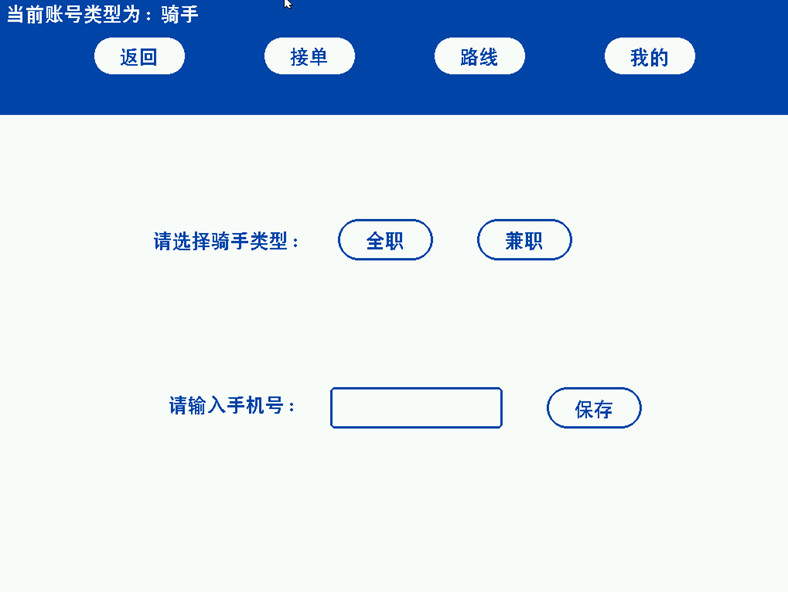 当前账号类型为：骑手
返回 接单 路线 我的
请选择骑手类型： 全职 兼职
请输入手机号： 保存